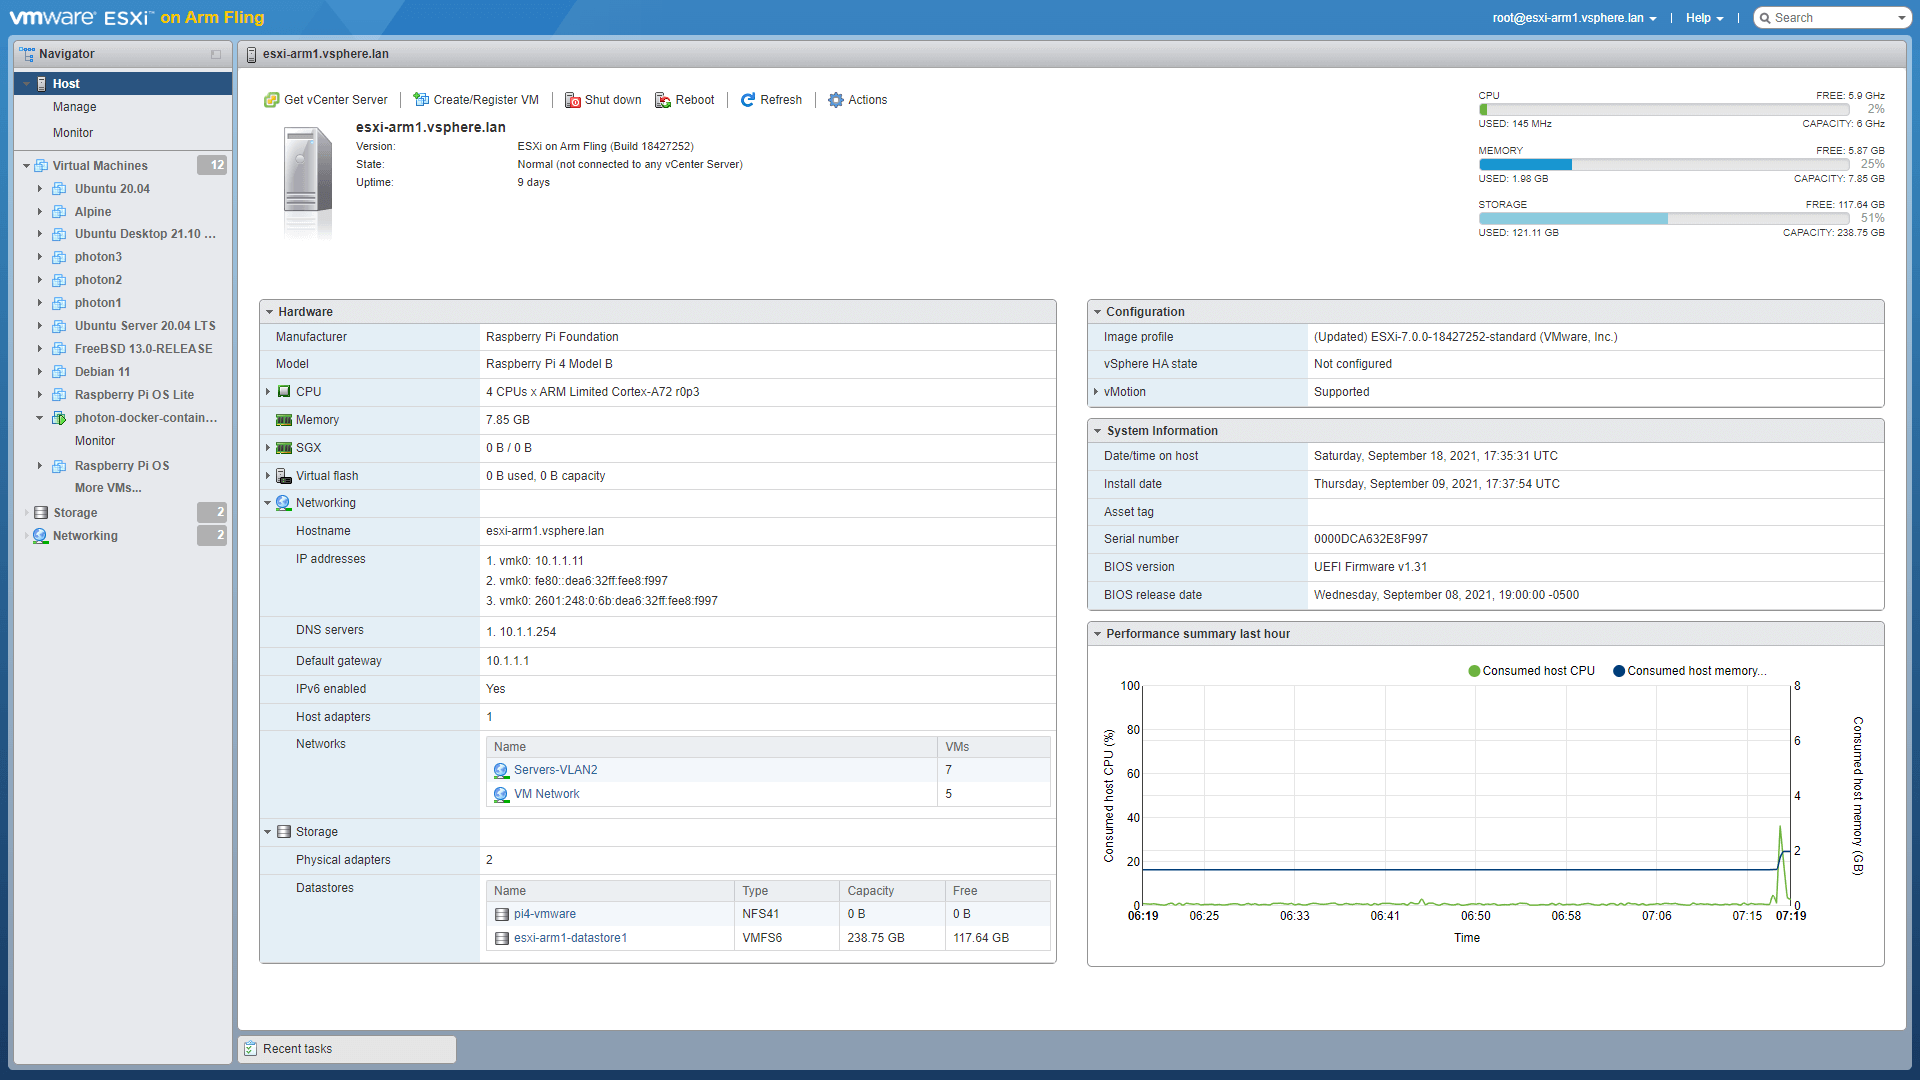 vmware ESXi™ on Arm Fling
root@esxi-arm1.vsphere.lan | Help | Search
Navigator
Host
Manage
Monitor
Virtual Machines 12
Ubuntu 20.04
Alpine
Ubuntu Desktop 21.10 ...
photon3
photon2
photon1
Ubuntu Server 20.04 LTS
FreeBSD 13.0-RELEASE
Debian 11
Raspberry Pi OS Lite
photon-docker-contain...
Monitor
Raspberry Pi OS
More VMs...
Storage 2
Networking 2
esxi-arm1.vsphere.lan
Get vCenter Server | Create/Register VM | Shut down Reboot | Refresh | Actions
esxi-arm1.vsphere.lan
Version: ESXi on Arm Fling (Build 18427252)
State: Normal (not connected to any vCenter Server)
Uptime: 9 days
CPU FREE: 5.9 GHz
2%
USED: 145 MHz CAPACITY: 6 GHz
MEMORY FREE: 5.87 GB
25%
USED: 1.98 GB CAPACITY: 7.85 GB
STORAGE FREE: 117.64 GB
51%
USED: 121.11 GB CAPACITY: 238.75 GB
Hardware
Manufacturer Raspberry Pi Foundation
Model Raspberry Pi 4 Model B
CPU 4 CPUs x ARM Limited Cortex-A72 r0p3
Memory 7.85 GB
SGX 0 B / 0 B
Virtual flash 0 B used, 0 B capacity
Networking
Hostname esxi-arm1.vsphere.lan
IP addresses 1. vmk0: 10.1.1.11
2. vmk0: fe80::dea6:32ff:fee8:f997
3. vmk0: 2601:248:0:6b:dea6:32ff:fee8:f997
DNS servers 1. 10.1.1.254
Default gateway 10.1.1.1
IPv6 enabled Yes
Host adapters 1
Networks Name VMs
Servers-VLAN2 7
VM Network 5
Storage
Physical adapters 2
Datastores Name Type Capacity Free
pi4-vmware NFS41 0 B 0 B
esxi-arm1-datastore1 VMFS6 238.75 GB 117.64 GB
Configuration
Image profile (Updated) ESXi-7.0.0-18427252-standard (VMware, Inc.)
vSphere HA state Not configured
vMotion Supported
System Information
Date/time on host Saturday, September 18, 2021, 17:35:31 UTC
Install date Thursday, September 09, 2021, 17:37:54 UTC
Asset tag
Serial number 0000DCA632E8F997
BIOS version UEFI Firmware v1.31
BIOS release date Wednesday, September 08, 2021, 19:00:00 -0500
Performance summary last hour
Consumed host CPU Consumed host memory...
Consumed host CPU (%)
100
80
60
40
20
0
8
6
4
2
0
Consumed host memory (GB)
06:19 06:25 06:33 06:41 06:50 06:58 07:06 07:15 07:19
Time
Recent tasks